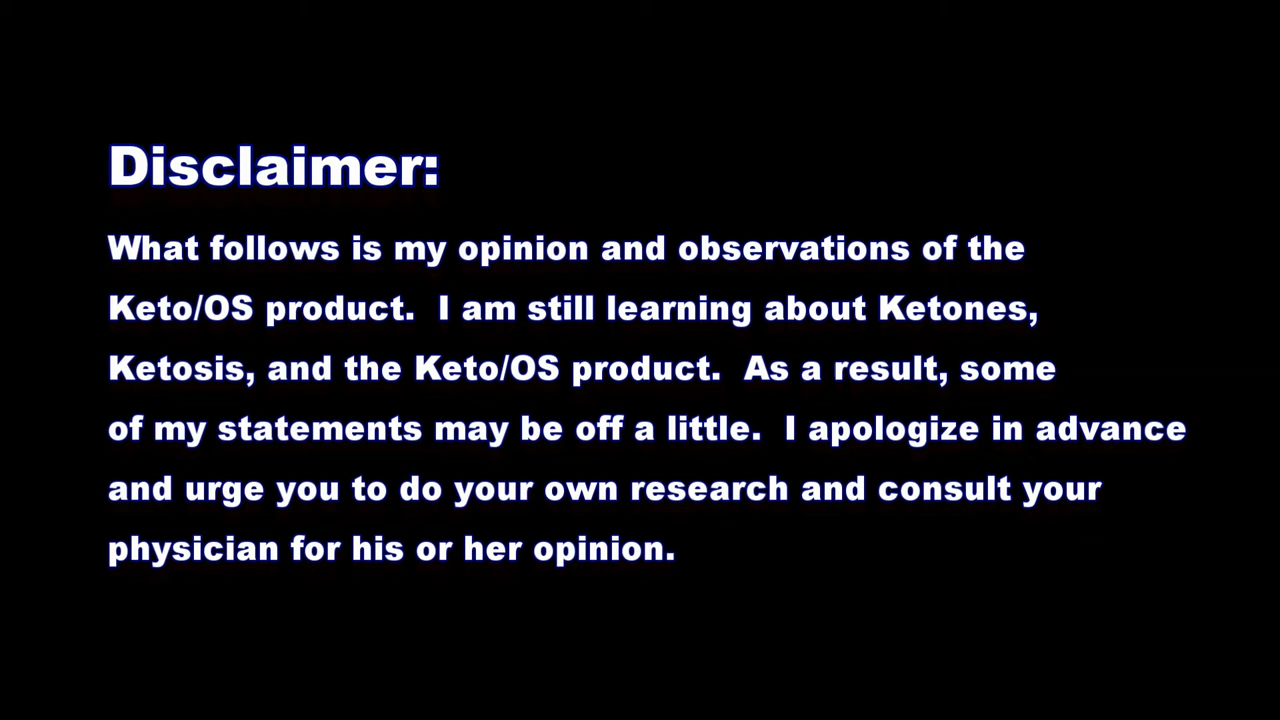 Disclaimer:
What follows is my opinion and observations of the
Keto/OS product.  I am still learning about Ketones,
Ketosis, and the Keto/OS product.  As a result, some
of my statements may be off a little.  I apologize in advance
and urge you to do your own research and consult your
physician for his or her opinion.